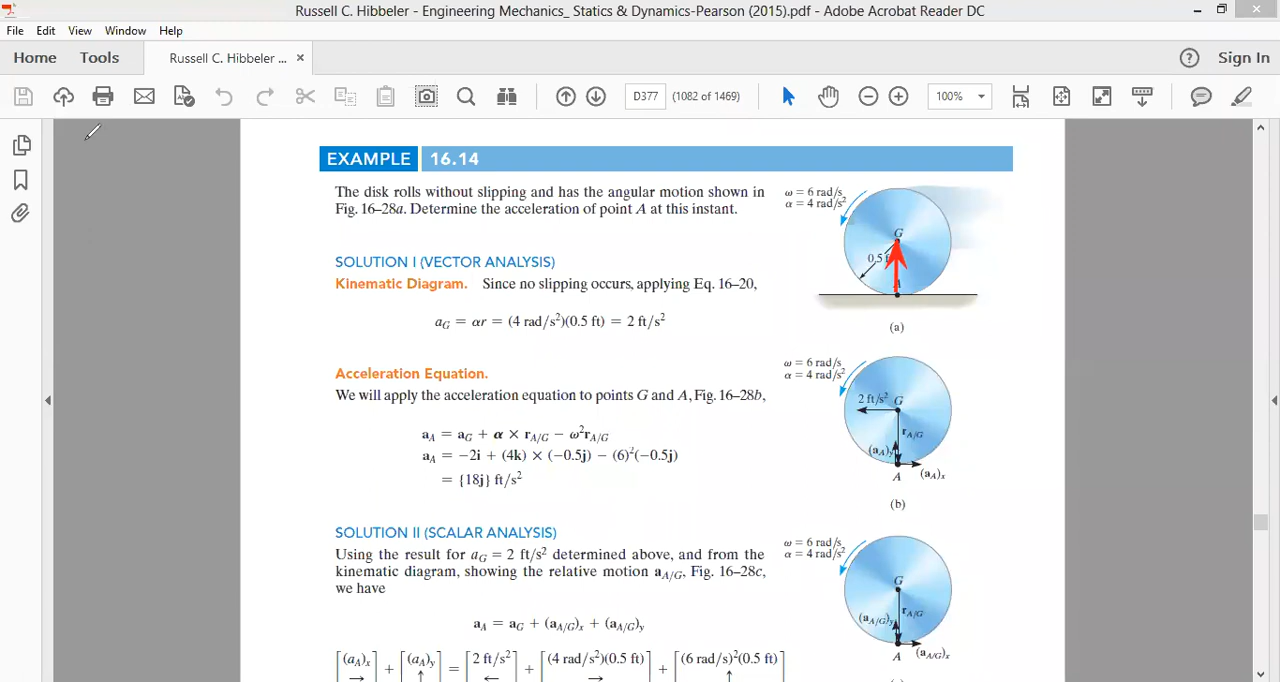 Russell C. Hibbeler - Engineering Mechanics_ Statics & Dynamics-Pearson (2015).pdf - Adobe Acrobat Reader DC
File Edit View Window Help
Home Tools Russell C. Hibbeler ... × Sign In
D377 (1082 of 1469) 100%
EXAMPLE 16.14
The disk rolls without slipping and has the angular motion shown in
Fig. 16–28a. Determine the acceleration of point A at this instant.
SOLUTION I (VECTOR ANALYSIS)
Kinematic Diagram. Since no slipping occurs, applying Eq. 16–20,
a_G = αr = (4 rad/s²)(0.5 ft) = 2 ft/s²
ω = 6 rad/s
α = 4 rad/s²
G
0.5
(a)
Acceleration Equation.
We will apply the acceleration equation to points G and A, Fig. 16–28b,
a_A = a_G + α × r_A/G − ω²r_A/G
a_A = −2i + (4k) × (−0.5j) − (6)²(−0.5j)
= {18j} ft/s²
ω = 6 rad/s
α = 4 rad/s²
2 ft/s² G
r_A/G
(a_A)y
A (a_A)x
(b)
SOLUTION II (SCALAR ANALYSIS)
Using the result for a_G = 2 ft/s² determined above, and from the
kinematic diagram, showing the relative motion a_A/G, Fig. 16–28c,
we have
a_A = a_G + (a_A/G)x + (a_A/G)y
[(a_A)x →] + [(a_A)y ↑] = [2 ft/s² ←] + [(4 rad/s²)(0.5 ft) →] + [(6 rad/s)²(0.5 ft) ↑]
ω = 6 rad/s
α = 4 rad/s²
G
r_A/G
(a_A/G)y
A (a_A/G)x